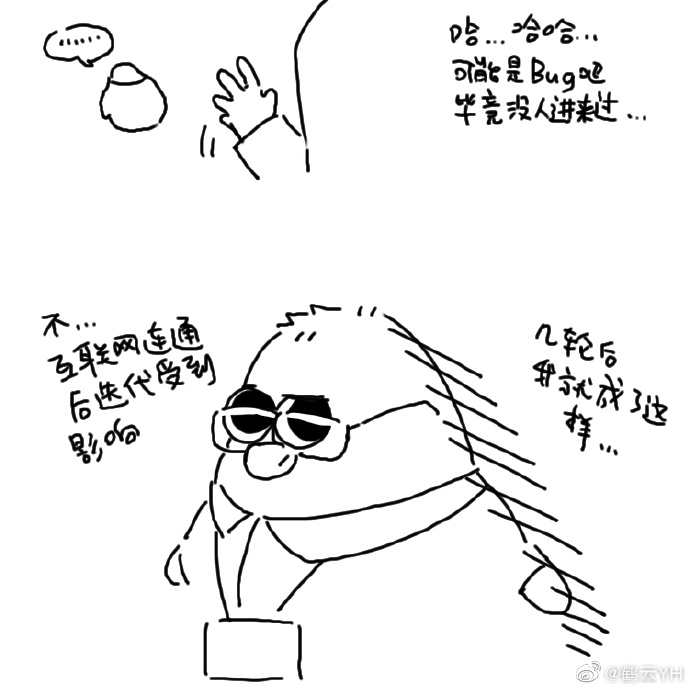 ……
哈…哈哈…
可能是Bug吧
毕竟没人进来过…
不…
互联网连通
后迭代受到
影响
几轮后
我就成了这
样…
@鹤云YH